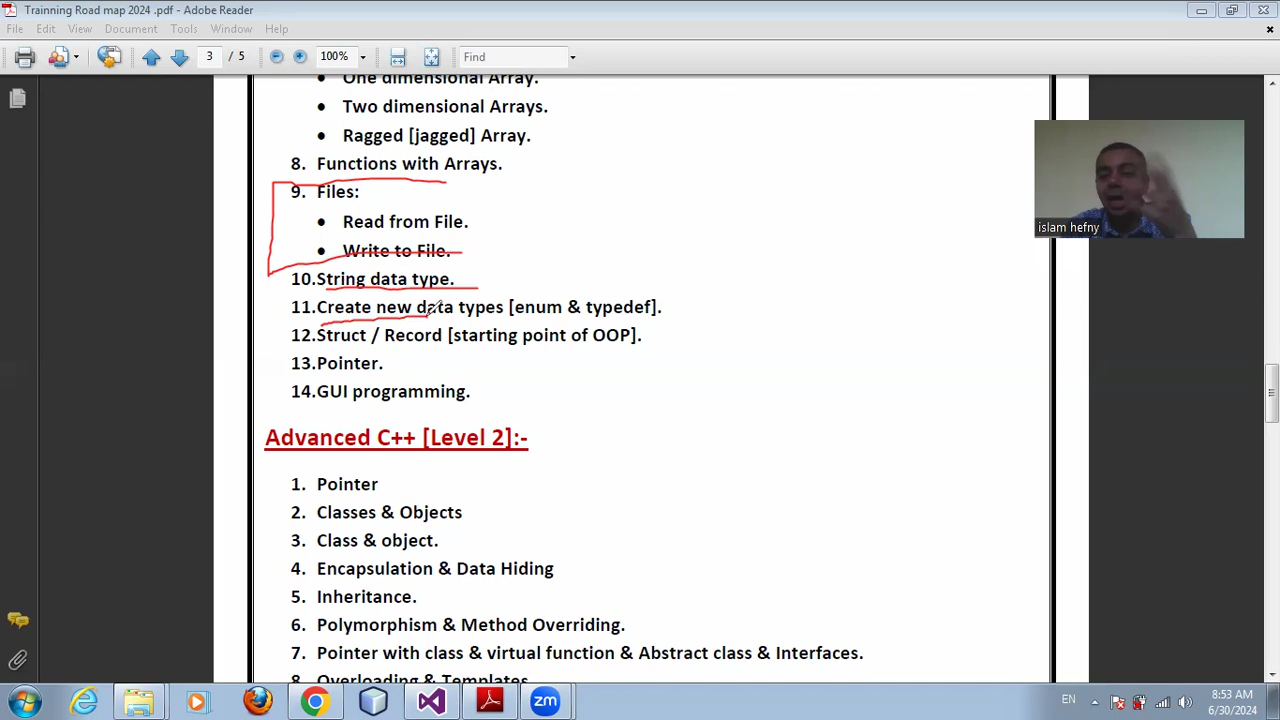 Trainning Road map 2024 .pdf - Adobe Reader
File Edit View Document Tools Window Help
3 / 5 100% Find
One dimensional Array.
• Two dimensional Arrays.
• Ragged [jagged] Array.
8. Functions with Arrays.
9. Files:
• Read from File.
• Write to File.
10.String data type.
11.Create new data types [enum & typedef].
12.Struct / Record [starting point of OOP].
13.Pointer.
14.GUI programming.
Advanced C++ [Level 2]:-
1. Pointer
2. Classes & Objects
3. Class & object.
4. Encapsulation & Data Hiding
5. Inheritance.
6. Polymorphism & Method Overriding.
7. Pointer with class & virtual function & Abstract class & Interfaces.
8. Overloading & Templates
islam hefny
zm
EN
8:53 AM
6/30/2024